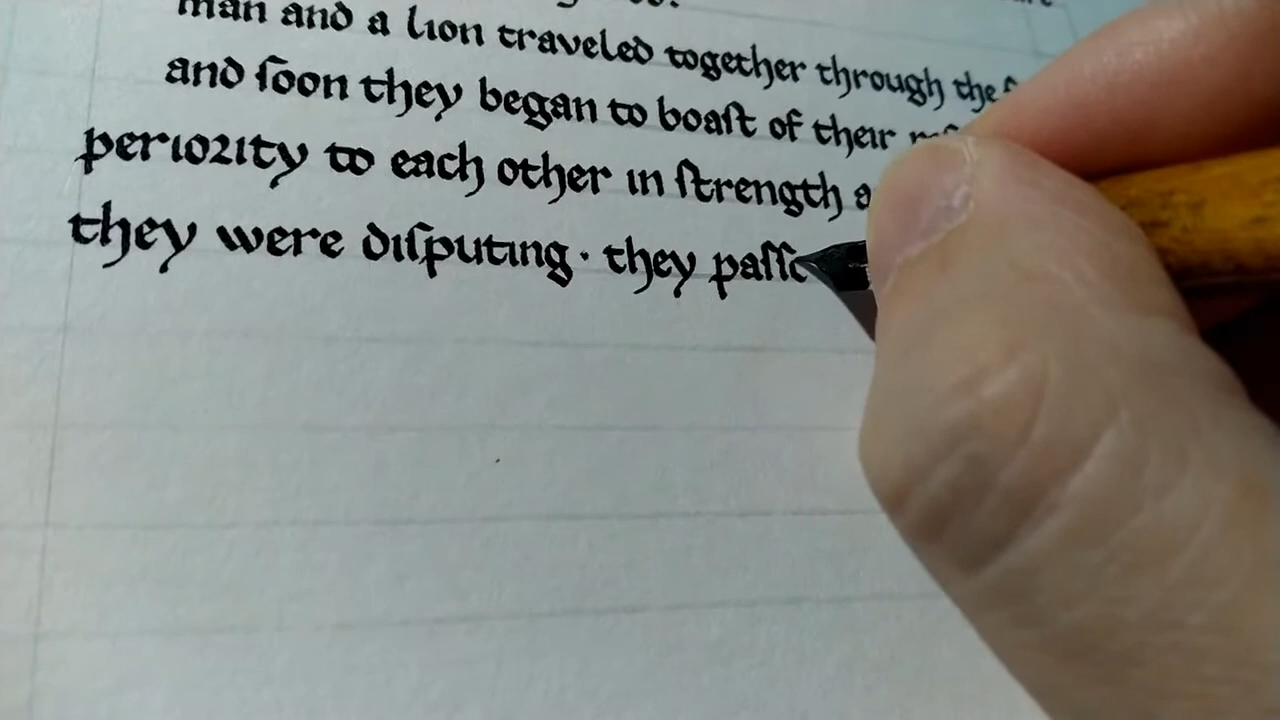 man and a lion traveled together through the
and ſoon they began to boaſt of their
perioꝛity to each other in ſtrength a
they were diſputing · they paſſ